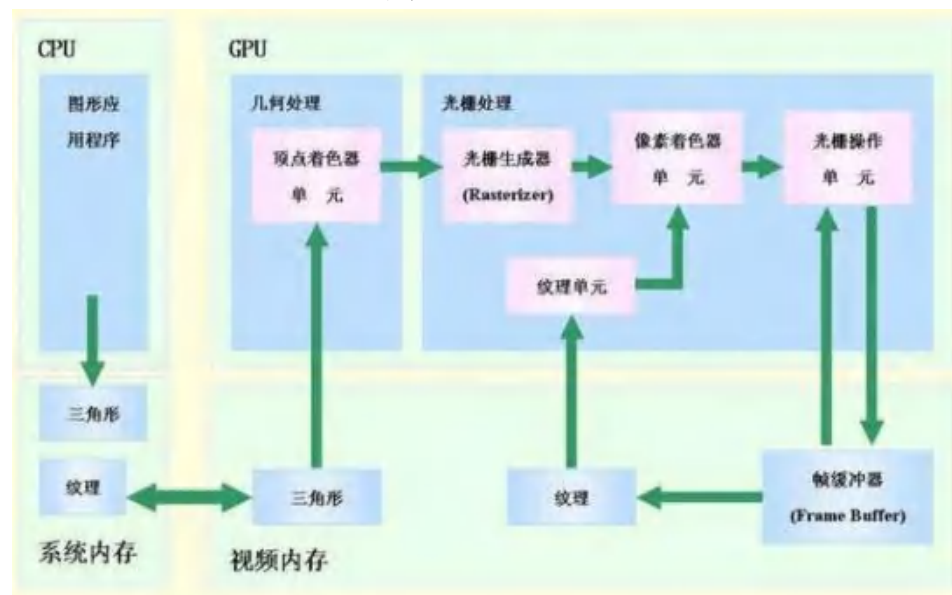 CPU
图形应
用程序
三角形
纹理
系统内存
GPU
几何处理
顶点着色器
单 元
光栅处理
光栅生成器
(Rasterizer)
像素着色器
单 元
光栅操作
单 元
纹理单元
三角形
纹理
帧缓冲器
(Frame Buffer)
视频内存